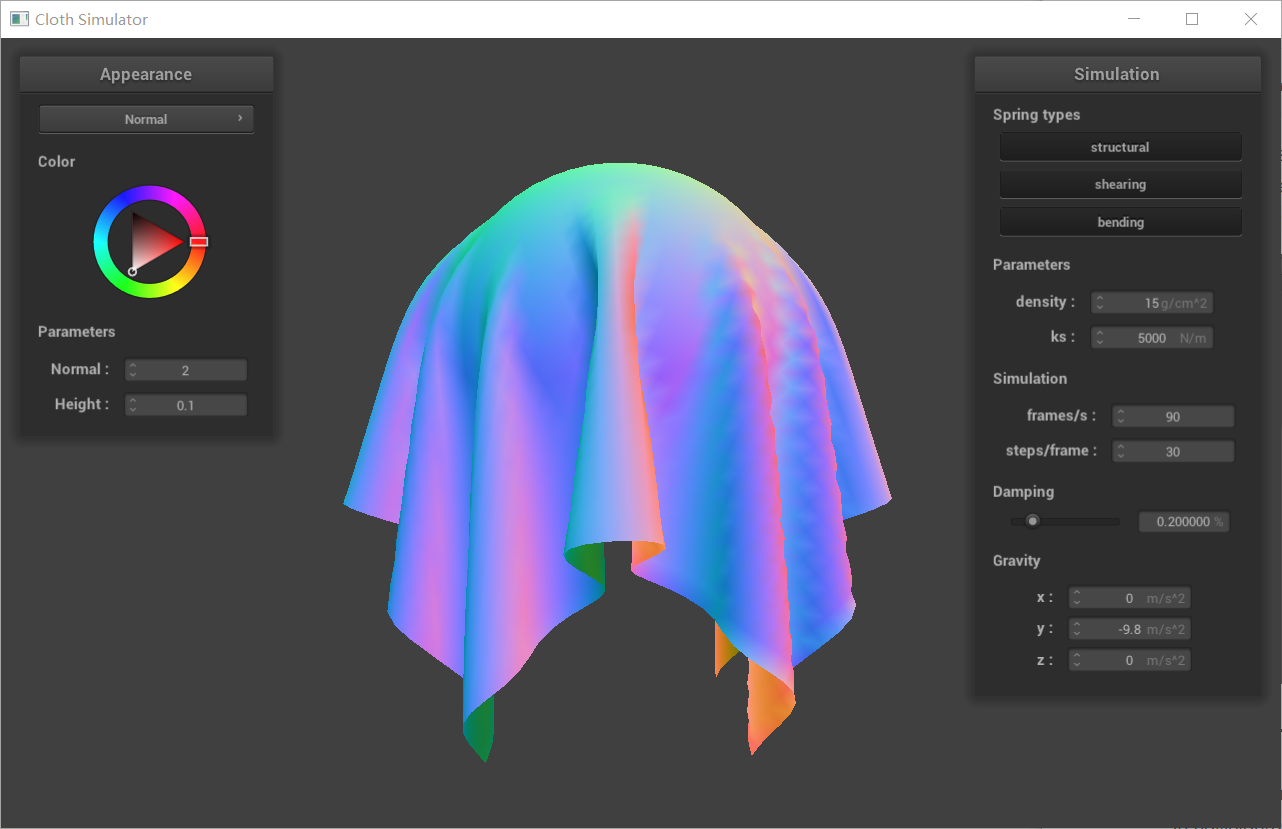 Cloth Simulator
Appearance
Normal
Color
Parameters
Normal : 2
Height : 0.1
Simulation
Spring types
structural
shearing
bending
Parameters
density : 15 g/cm^2
ks : 5000 N/m
Simulation
frames/s : 90
steps/frame : 30
Damping
0.200000 %
Gravity
x : 0 m/s^2
y : -9.8 m/s^2
z : 0 m/s^2